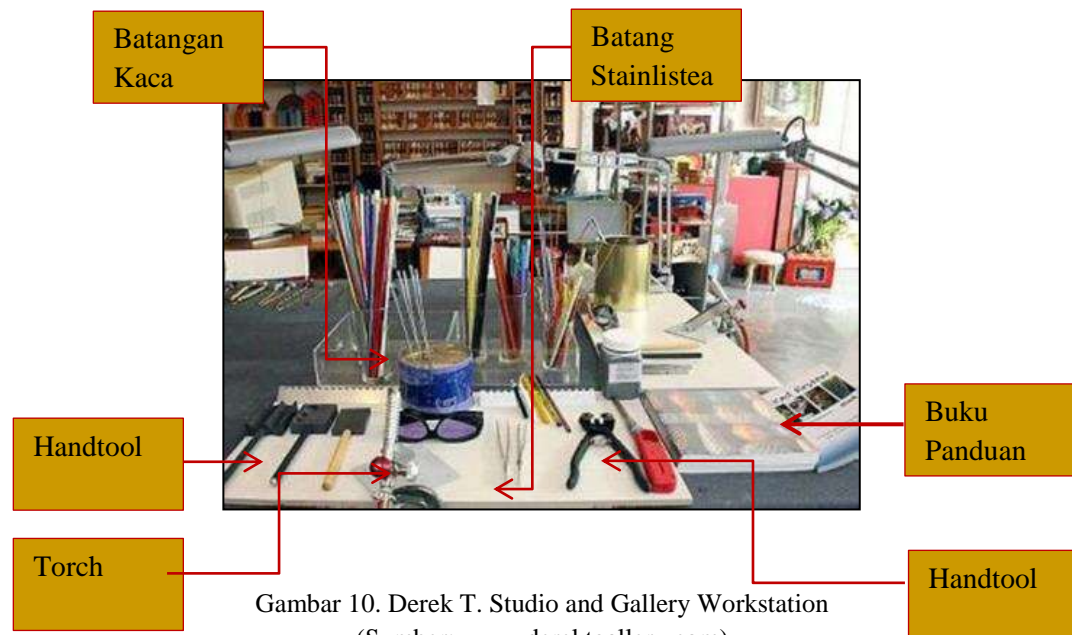 Batangan
Kaca
Batang
Stainlistea
Handtool
Buku
Panduan
Torch
Handtool
Gambar 10. Derek T. Studio and Gallery Workstation